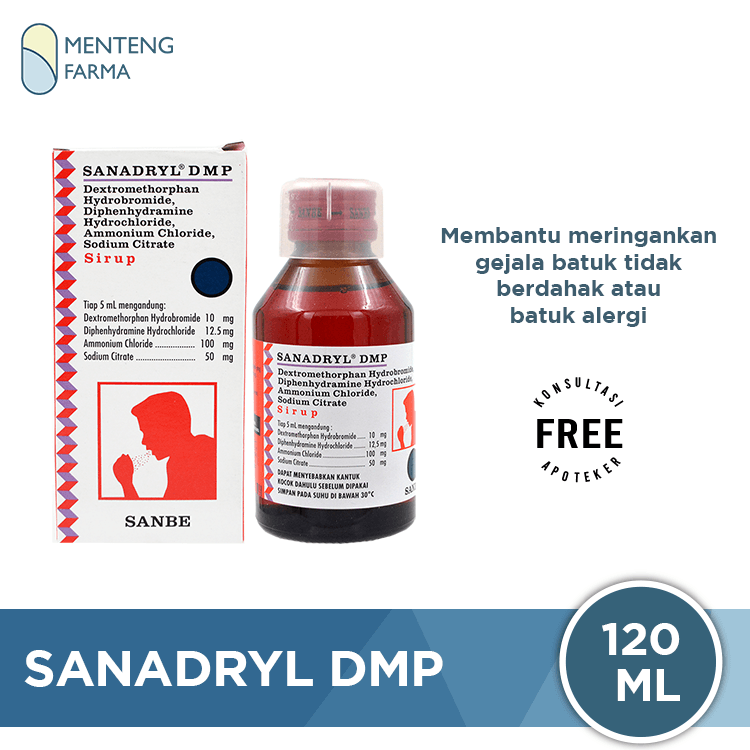 MENTENG
FARMA
SANADRYL® DMP
Dextromethorphan
Hydrobromide,
Diphenhydramine
Hydrochloride,
Ammonium Chloride,
Sodium Citrate
Sirup
Tiap 5 mL mengandung:
Dextromethorphan Hydrobromide 10 mg
Diphenhydramine Hydrochloride 12.5 mg
Ammonium Chloride .................. 100 mg
Sodium Citrate ...................... 50 mg
SANBE
SANADRYL® DMP
Dextromethorphan Hydrobromide,
Diphenhydramine Hydrochloride,
Ammonium Chloride,
Sodium Citrate
Sirup
Tiap 5 mL mengandung :
Dextromethorphan Hydrobromide ..... 10 mg
Diphenhydramine Hydrochloride ...... 12,5 mg
Ammonium Chloride ..................... 100 mg
Sodium Citrate ......................... 50 mg
DAPAT MENYEBABKAN KANTUK
KOCOK DAHULU SEBELUM DIPAKAI
SIMPAN PADA SUHU DI BAWAH 30°C
Membantu meringankan
gejala batuk tidak
berdahak atau
batuk alergi
KONSULTASI
FREE
APOTEKER
SANADRYL DMP
120
ML